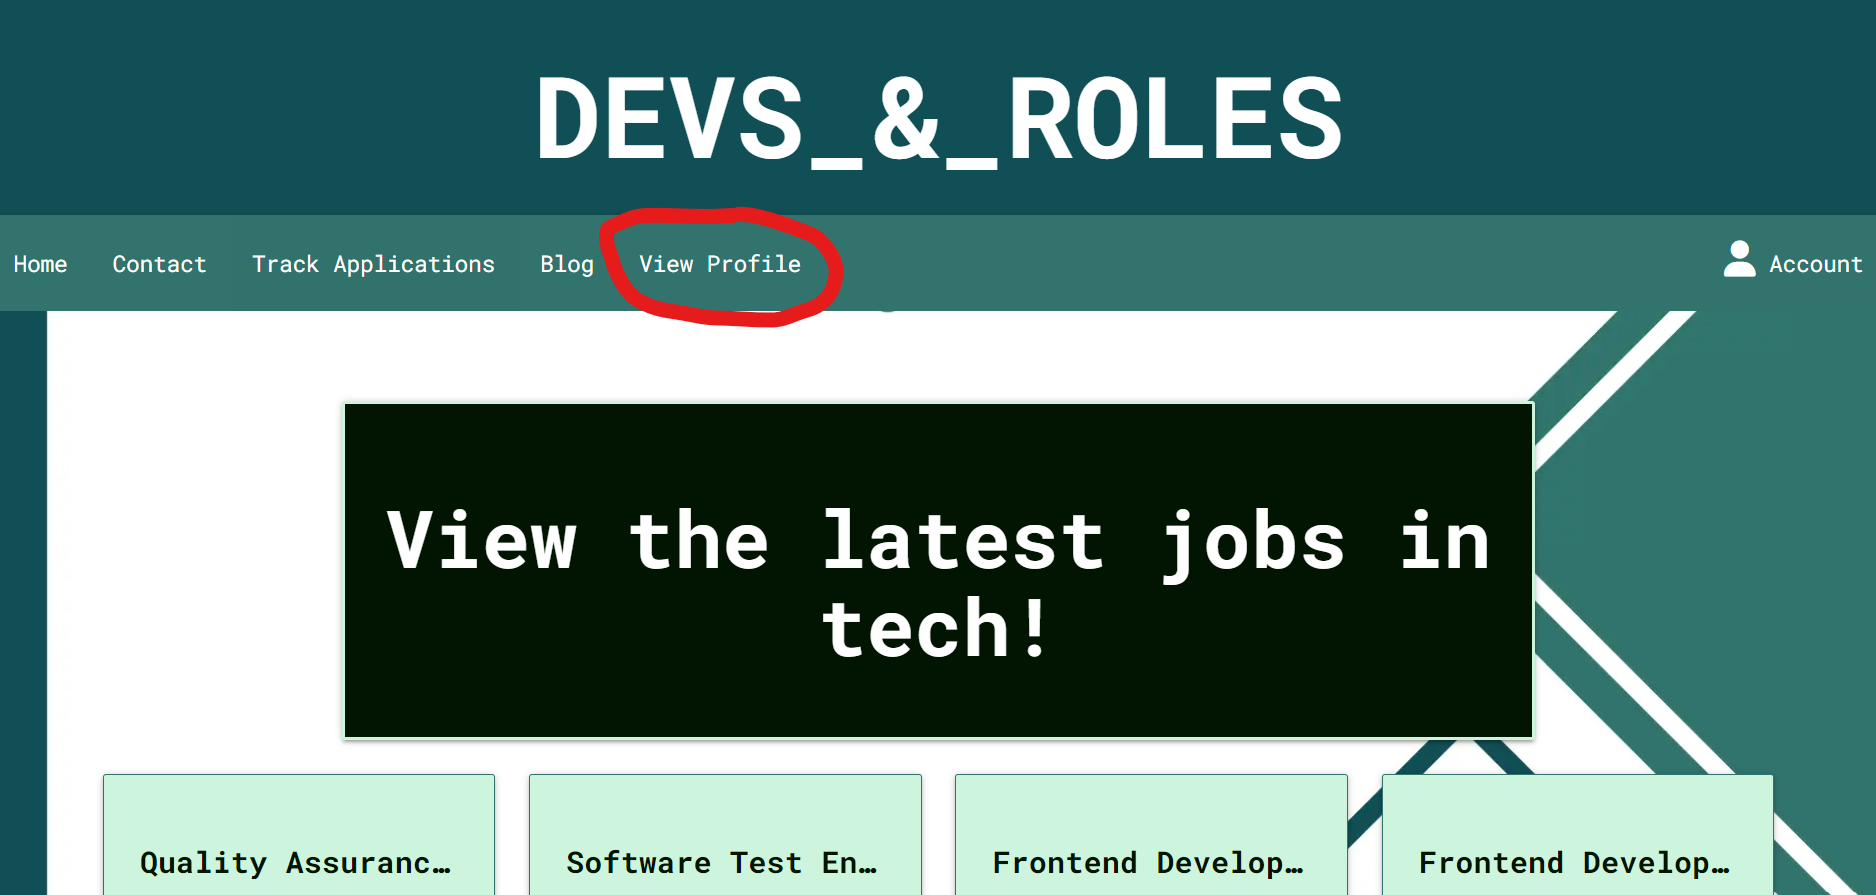 DEVS_&_ROLES
Home Contact Track Applications Blog View Profile Account
View the latest jobs in
tech!
Quality Assuranc… Software Test En… Frontend Develop… Frontend Develop…